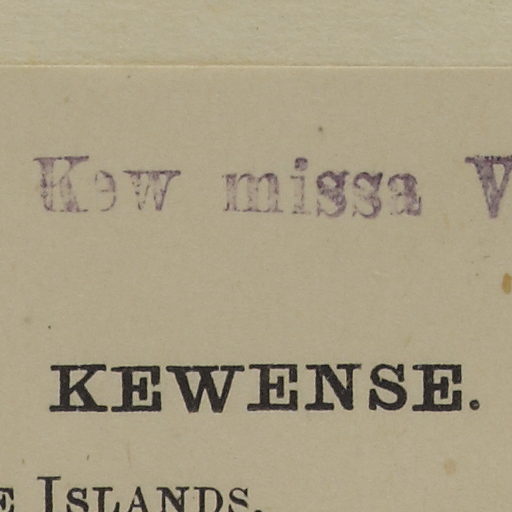 Kew missa V
KEWENSE.
E ISLANDS.